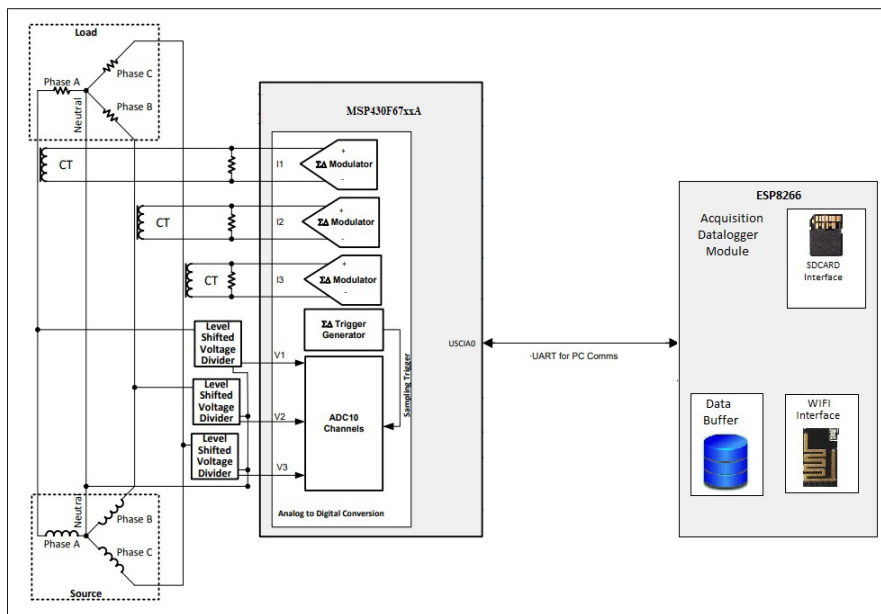 Load
Phase A
Phase C
Neutral
Phase B
CT
CT
CT
MSP430F67xxA
I1
+
ΣΔ Modulator
-
I2
+
ΣΔ Modulator
-
I3
+
ΣΔ Modulator
-
ΣΔ Trigger
Generator
Sampling Trigger
Level
Shifted
Voltage
Divider
V1
Level
Shifted
Voltage
Divider
V2
Level
Shifted
Voltage
Divider
V3
ADC10
Channels
Analog to Digital Conversion
USCIA0
UART for PC Comms
ESP8266
Acquisition
Datalogger
Module
SDCARD
Interface
Data
Buffer
WIFI
Interface
Neutral
Phase B
Phase A
Phase C
Source